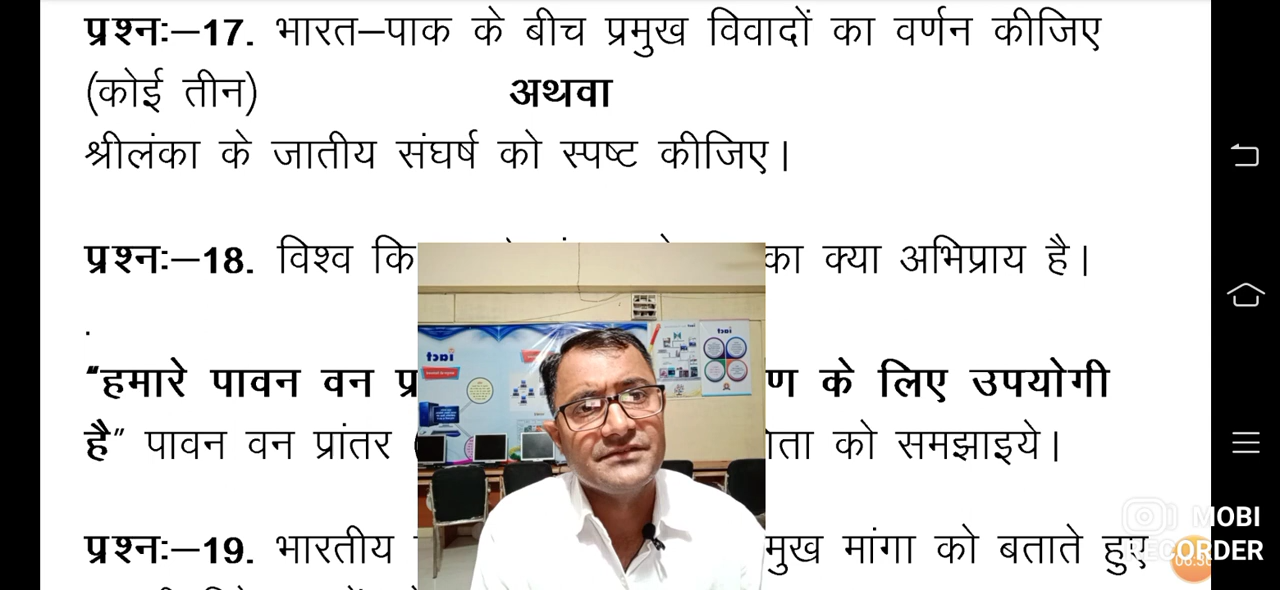 प्रश्नः–17. भारत–पाक के बीच प्रमुख विवादों का वर्णन कीजिए
(कोई तीन) अथवा
श्रीलंका के जातीय संघर्ष को स्पष्ट कीजिए।
प्रश्नः–18. विश्व का क्या अभिप्राय है।
.
“हमारे पावन वन के लिए उपयोगी
है” पावन वन प्रांतर को समझाइये।
प्रश्नः–19. भारतीय मांगा को बताते हुए
MOBI
RECORDER